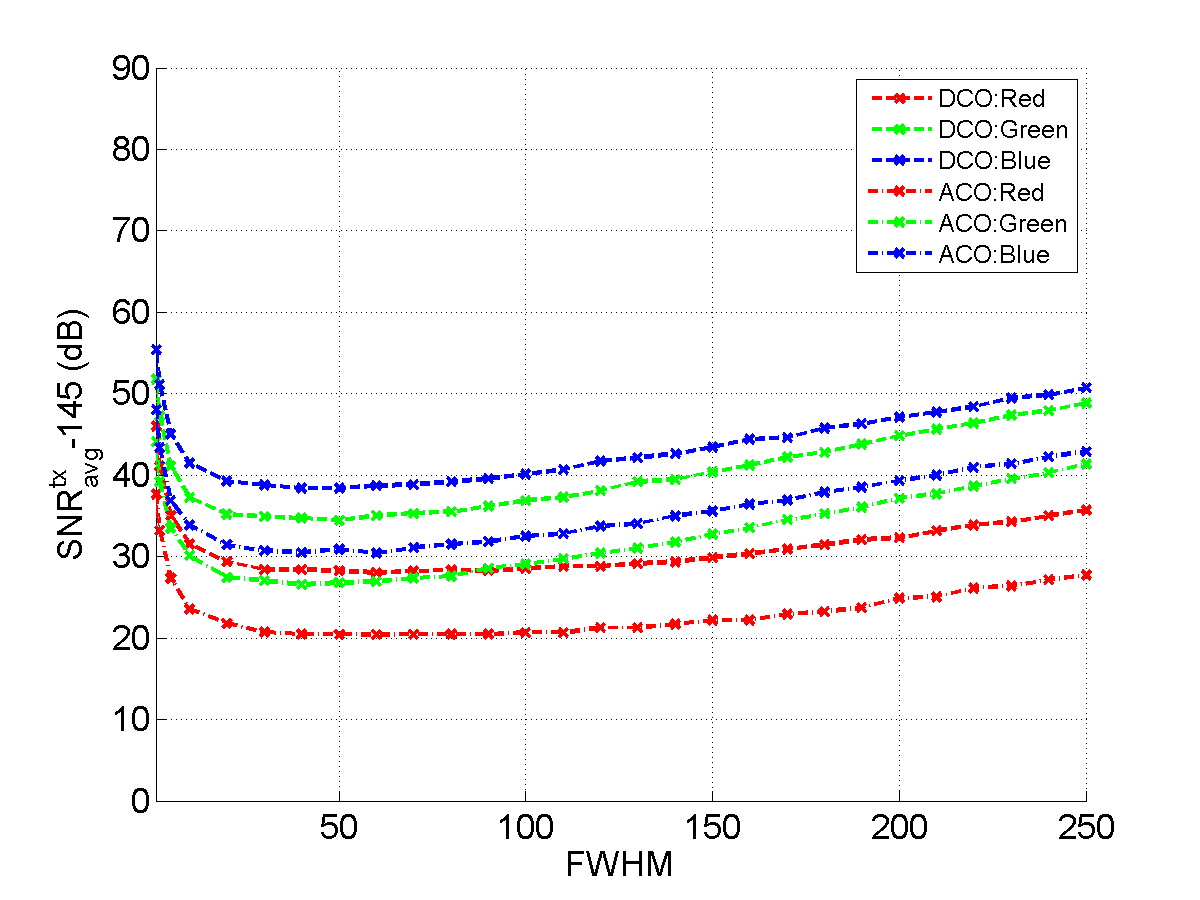 90
80
70
60
50
40
30
20
10
0
SNR^tx_avg-145 (dB)
DCO:Red
DCO:Green
DCO:Blue
ACO:Red
ACO:Green
ACO:Blue
50 100 150 200 250
FWHM